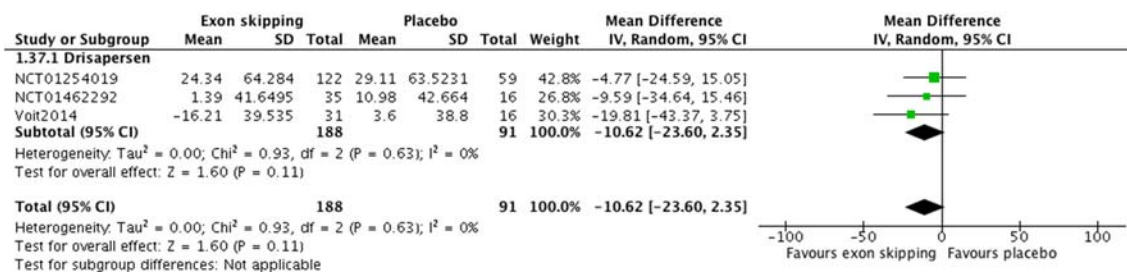 Exon skipping Placebo Mean Difference Mean Difference
Study or Subgroup Mean SD Total Mean SD Total Weight IV, Random, 95% CI IV, Random, 95% CI
1.37.1 Drisapersen
NCT01254019 24.34 64.284 122 29.11 63.5231 59 42.8% -4.77 [-24.59, 15.05]
NCT01462292 1.39 41.6495 35 10.98 42.664 16 26.8% -9.59 [-34.64, 15.46]
Voit2014 -16.21 39.535 31 3.6 38.8 16 30.3% -19.81 [-43.37, 3.75]
Subtotal (95% CI) 188 91 100.0% -10.62 [-23.60, 2.35]
Heterogeneity: Tau² = 0.00; Chi² = 0.93, df = 2 (P = 0.63); I² = 0%
Test for overall effect: Z = 1.60 (P = 0.11)
Total (95% CI) 188 91 100.0% -10.62 [-23.60, 2.35]
Heterogeneity: Tau² = 0.00; Chi² = 0.93, df = 2 (P = 0.63); I² = 0%
Test for overall effect: Z = 1.60 (P = 0.11)
Test for subgroup differences: Not applicable
-100 -50 0 50 100
Favours exon skipping Favours placebo